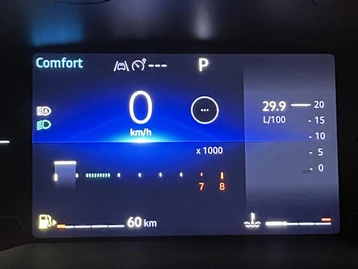 Comfort
--- P
0
km/h
29.9 20
L/100 - 15
- 10
- 5
- 0
x 1000
7 8
60 km